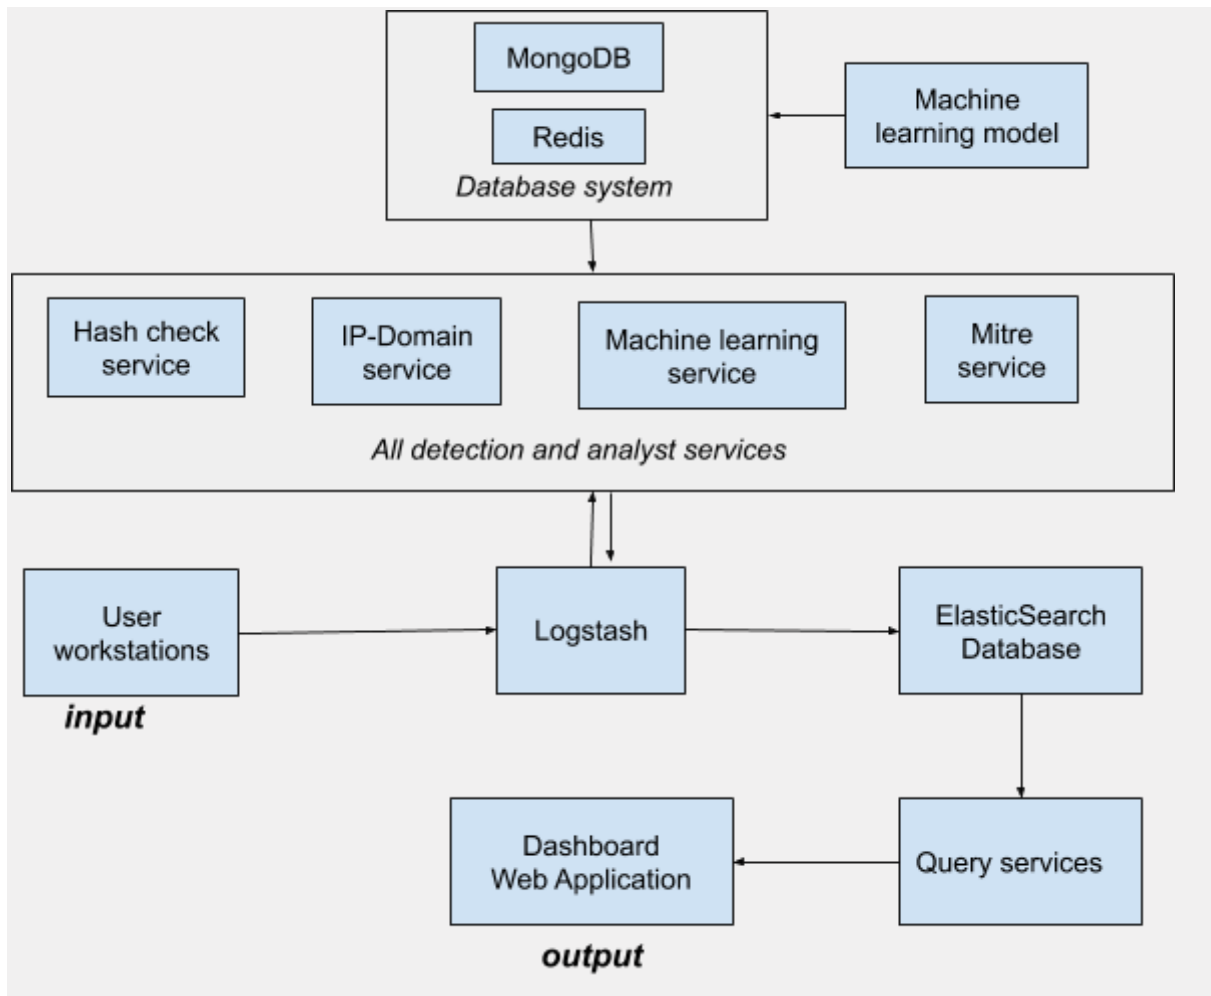 MongoDB
Redis
Database system
Machine
learning model
Hash check
service
IP-Domain
service
Machine learning
service
Mitre
service
All detection and analyst services
User
workstations
input
Logstash
ElasticSearch
Database
Dashboard
Web Application
output
Query services